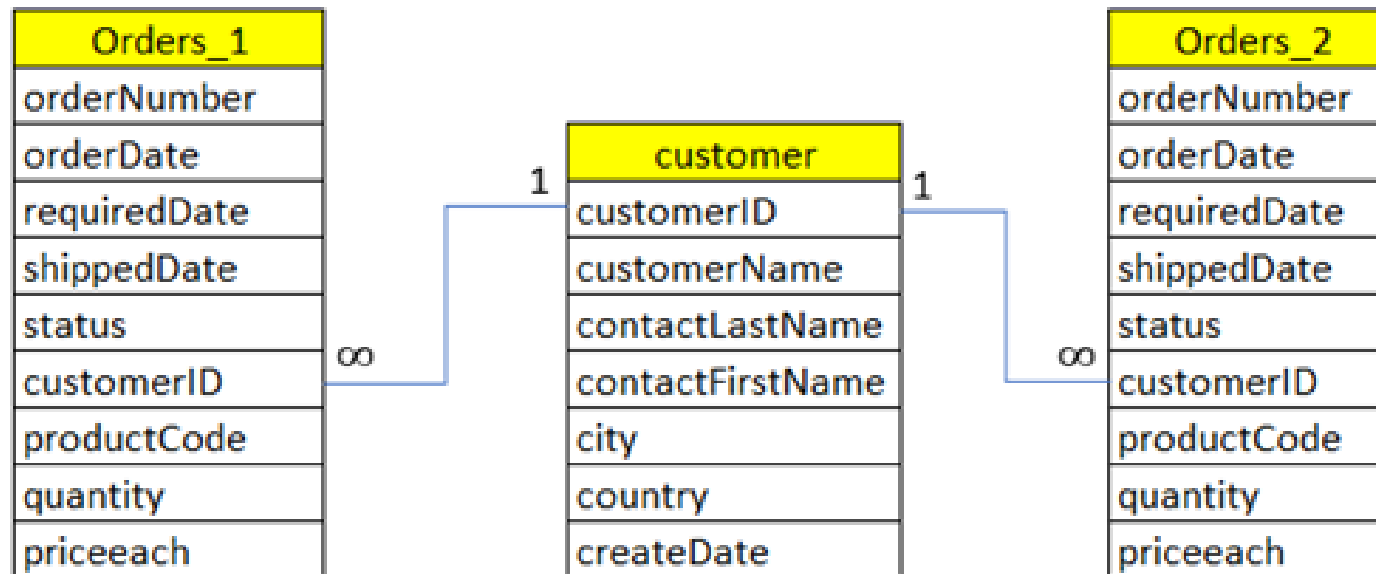 Orders_1
orderNumber
orderDate
requiredDate
shippedDate
status
customerID
productCode
quantity
priceeach
1
∞
customer
customerID
customerName
contactLastName
contactFirstName
city
country
createDate
1
∞
Orders_2
orderNumber
orderDate
requiredDate
shippedDate
status
customerID
productCode
quantity
priceeach